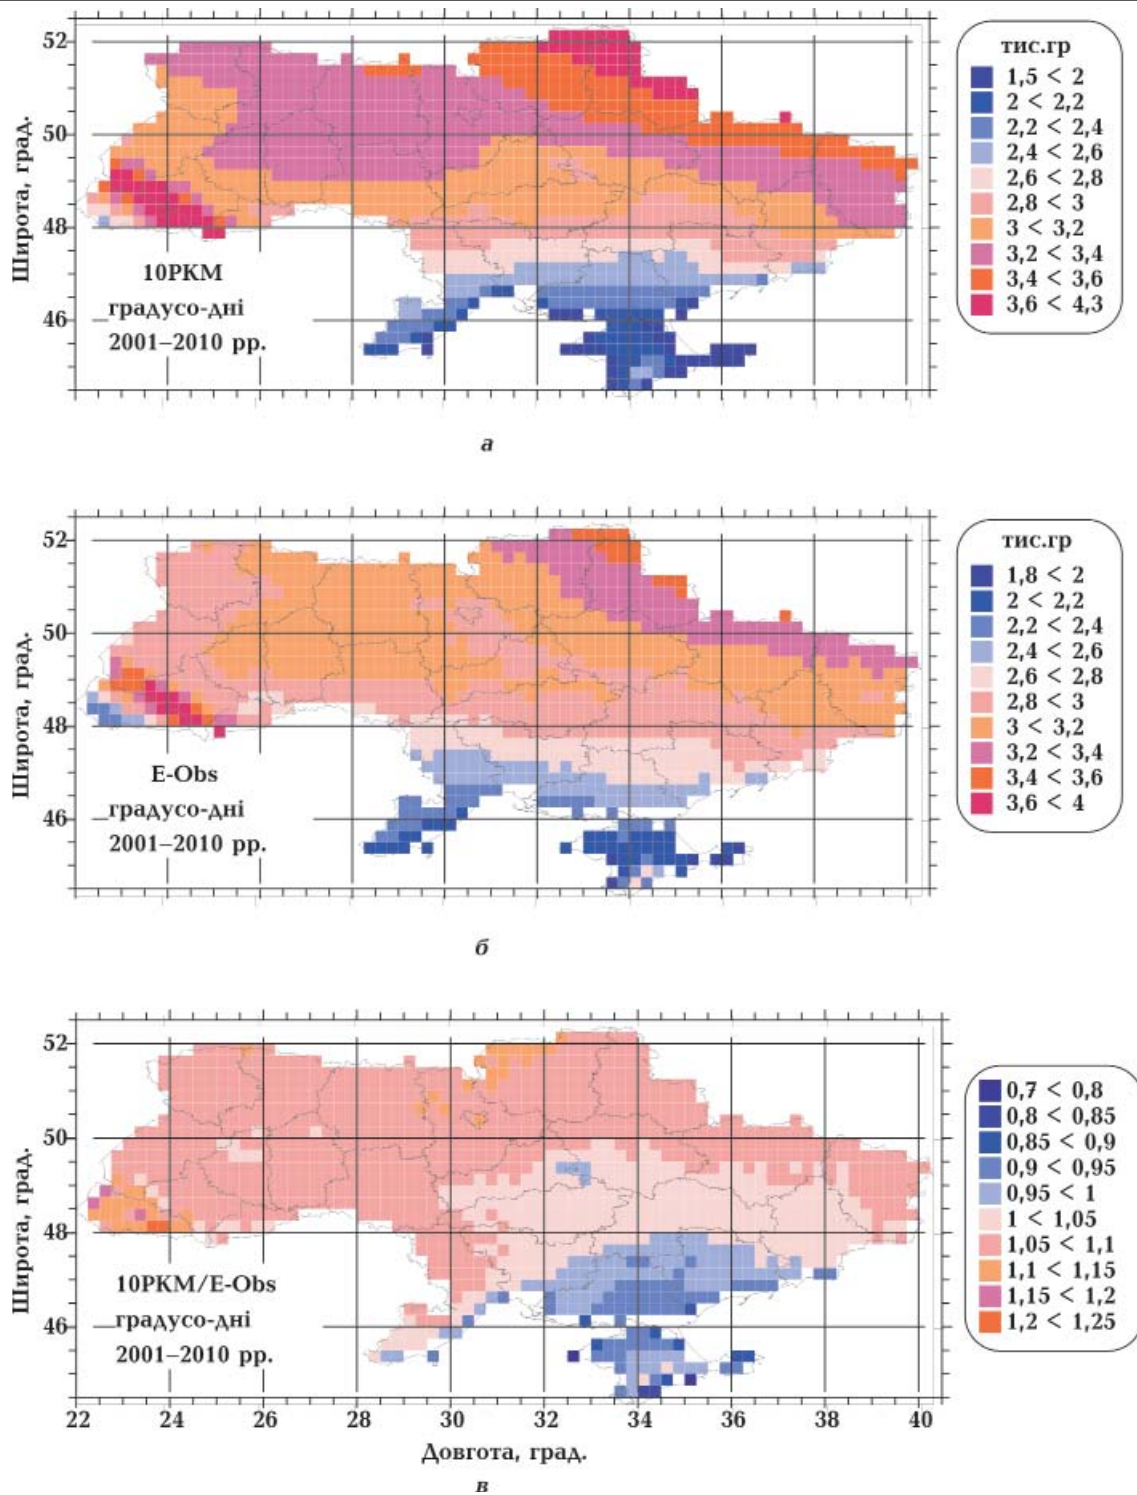 52
50
48
46
Широта, град.
10РКМ
градусо-дні
2001–2010 рр.
тис.гр
1,5 < 2
2 < 2,2
2,2 < 2,4
2,4 < 2,6
2,6 < 2,8
2,8 < 3
3 < 3,2
3,2 < 3,4
3,4 < 3,6
3,6 < 4,3
а
52
50
48
46
Широта, град.
E-Obs
градусо-дні
2001–2010 рр.
тис.гр
1,8 < 2
2 < 2,2
2,2 < 2,4
2,4 < 2,6
2,6 < 2,8
2,8 < 3
3 < 3,2
3,2 < 3,4
3,4 < 3,6
3,6 < 4
б
52
50
48
46
Широта, град.
10РКМ/E-Obs
градусо-дні
2001–2010 рр.
0,7 < 0,8
0,8 < 0,85
0,85 < 0,9
0,9 < 0,95
0,95 < 1
1 < 1,05
1,05 < 1,1
1,1 < 1,15
1,15 < 1,2
1,2 < 1,25
22 24 26 28 30 32 34 36 38 40
Довгота, град.
в